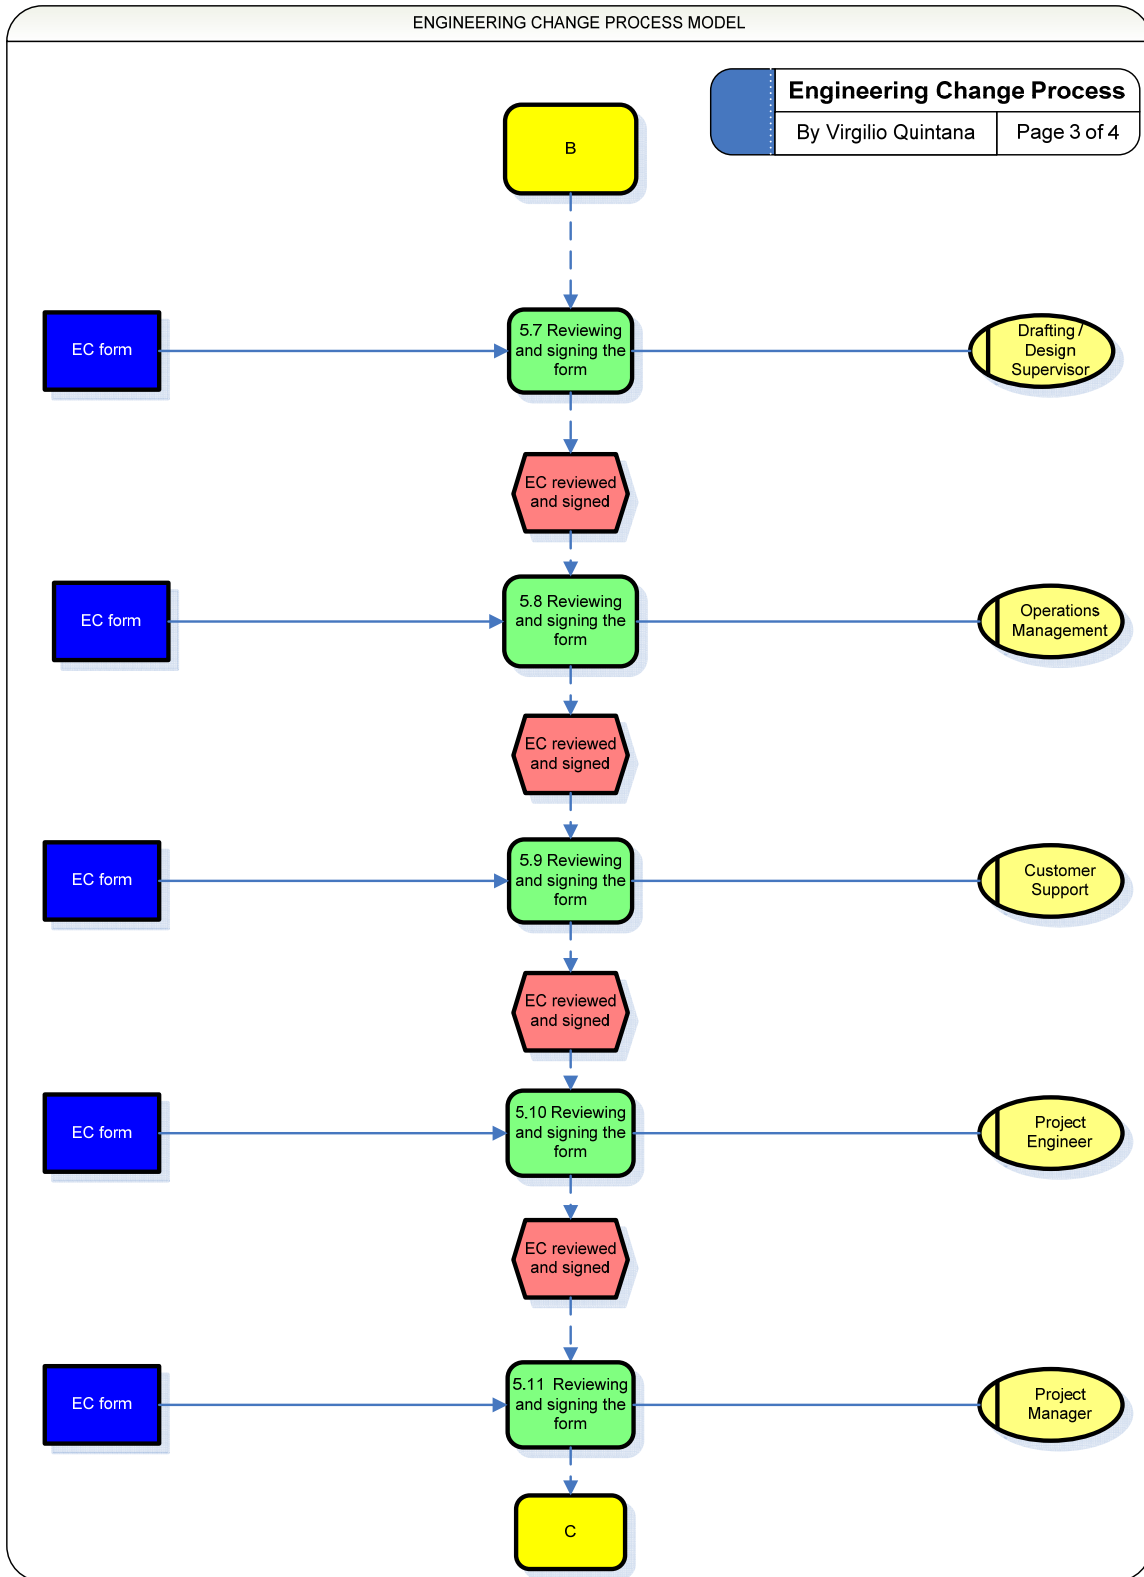 ENGINEERING CHANGE PROCESS MODEL
Engineering Change Process
By Virgilio Quintana
Page 3 of 4
B
EC form
5.7 Reviewing
and signing the
form
Drafting /
Design
Supervisor
EC reviewed
and signed
EC form
5.8 Reviewing
and signing the
form
Operations
Management
EC reviewed
and signed
EC form
5.9 Reviewing
and signing the
form
Customer
Support
EC reviewed
and signed
EC form
5.10 Reviewing
and signing the
form
Project
Engineer
EC reviewed
and signed
EC form
5.11 Reviewing
and signing the
form
Project
Manager
C